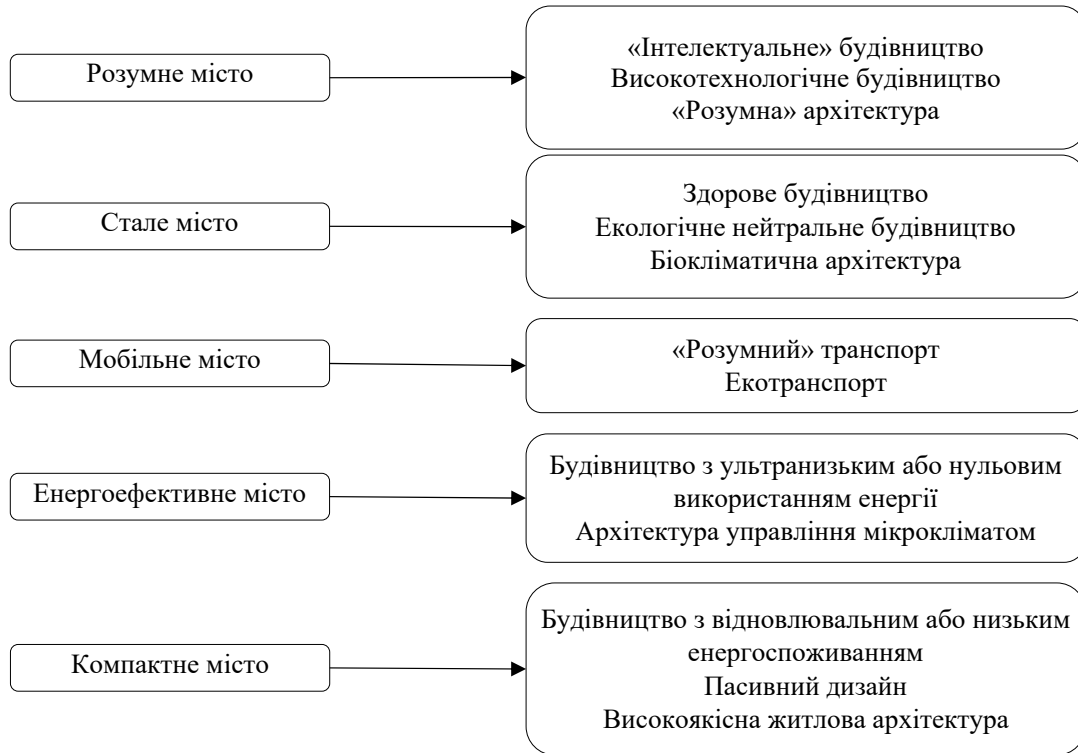 Розумне місто
«Інтелектуальне» будівництво
Високотехнологічне будівництво
«Розумна» архітектура
Стале місто
Здорове будівництво
Екологічне нейтральне будівництво
Біокліматична архітектура
Мобільне місто
«Розумний» транспорт
Екотранспорт
Енергоефективне місто
Будівництво з ультранизьким або нульовим
використанням енергії
Архітектура управління мікрокліматом
Компактне місто
Будівництво з відновлювальним або низьким
енергоспоживанням
Пасивний дизайн
Високоякісна житлова архітектура